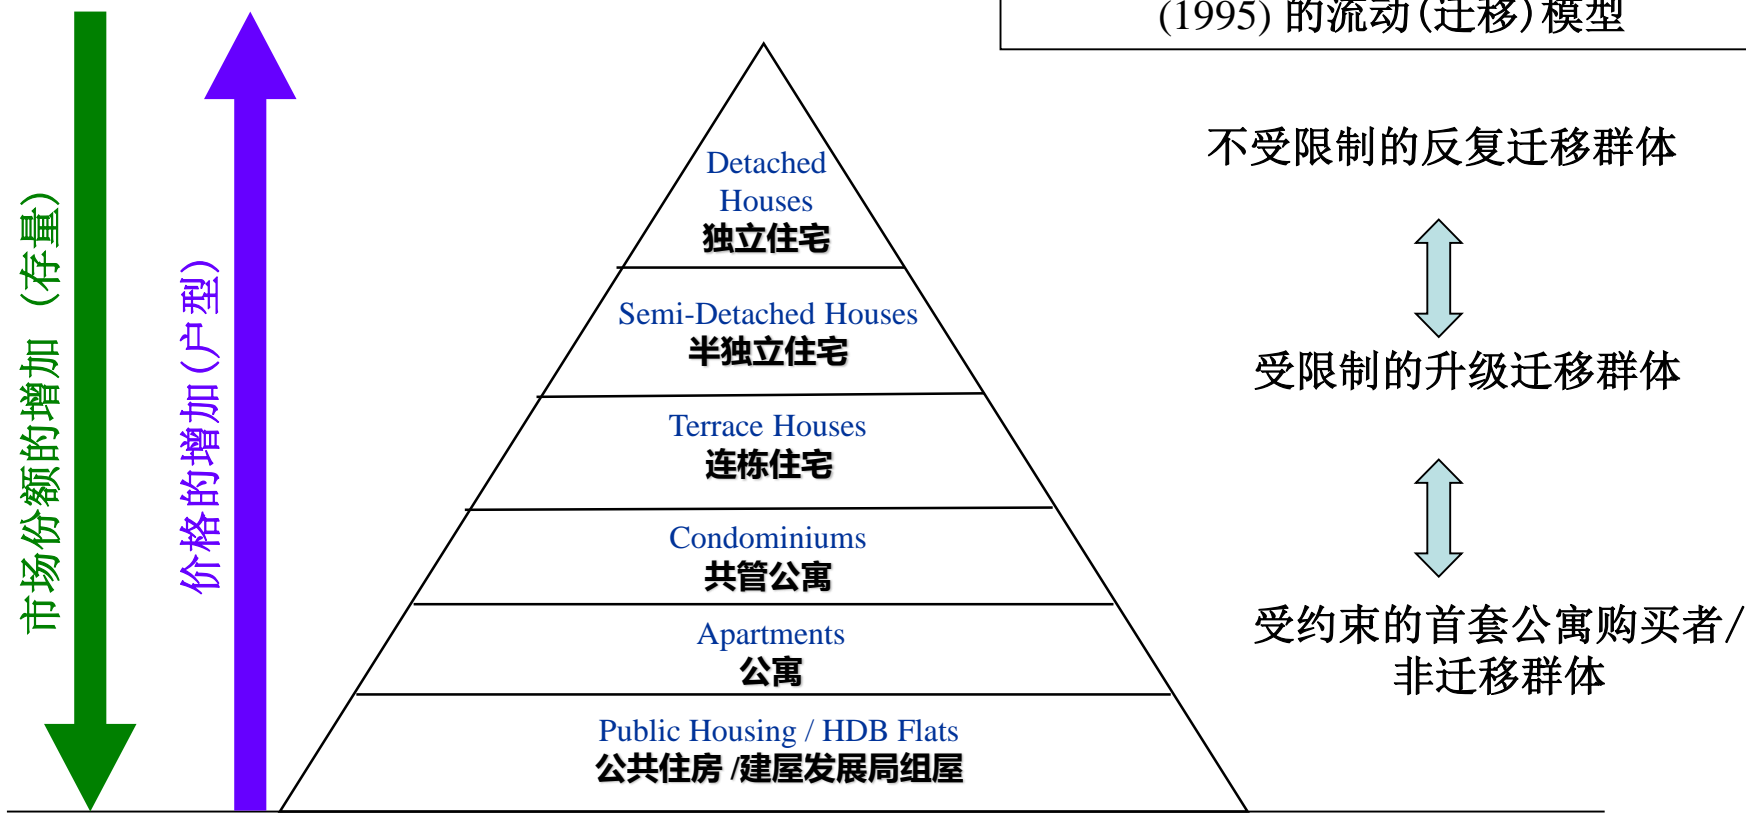 (1995) 的流动(迁移)模型
市场份额的增加 (存量)
价格的增加(户型)
Detached
Houses
独立住宅
Semi-Detached Houses
半独立住宅
Terrace Houses
连栋住宅
Condominiums
共管公寓
Apartments
公寓
Public Housing / HDB Flats
公共住房 /建屋发展局组屋
不受限制的反复迁移群体
受限制的升级迁移群体
受约束的首套公寓购买者/
非迁移群体